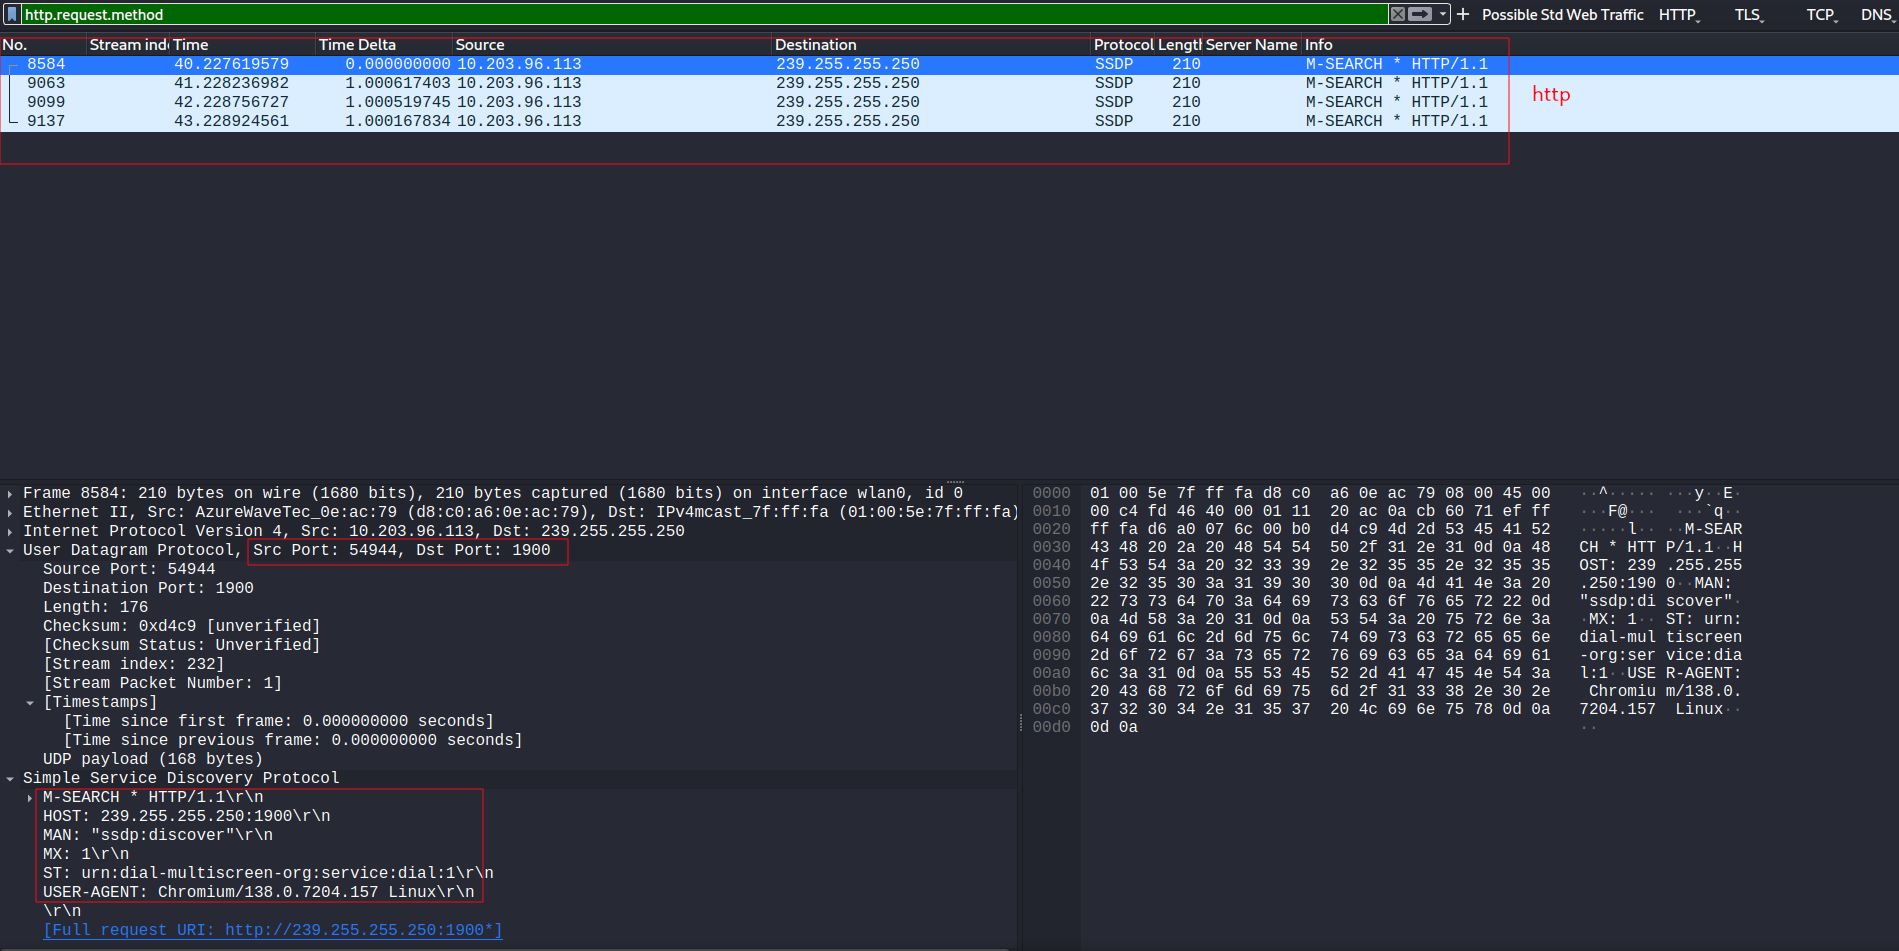 http.request.method
Possible Std Web Traffic HTTP TLS TCP DNS
No. Stream inde Time Time Delta Source Destination Protocol Length Server Name Info
8584 40.227619579 0.000000000 10.203.96.113 239.255.255.250 SSDP 210 M-SEARCH * HTTP/1.1
9063 41.228236982 1.000617403 10.203.96.113 239.255.255.250 SSDP 210 M-SEARCH * HTTP/1.1
9099 42.228756727 1.000519745 10.203.96.113 239.255.255.250 SSDP 210 M-SEARCH * HTTP/1.1
9137 43.228924561 1.000167834 10.203.96.113 239.255.255.250 SSDP 210 M-SEARCH * HTTP/1.1
http
Frame 8584: 210 bytes on wire (1680 bits), 210 bytes captured (1680 bits) on interface wlan0, id 0
Ethernet II, Src: AzureWaveTec_0e:ac:79 (d8:c0:a6:0e:ac:79), Dst: IPv4mcast_7f:ff:fa (01:00:5e:7f:ff:fa)
Internet Protocol Version 4, Src: 10.203.96.113, Dst: 239.255.255.250
User Datagram Protocol, Src Port: 54944, Dst Port: 1900
Source Port: 54944
Destination Port: 1900
Length: 176
Checksum: 0xd4c9 [unverified]
[Checksum Status: Unverified]
[Stream index: 232]
[Stream Packet Number: 1]
[Timestamps]
[Time since first frame: 0.000000000 seconds]
[Time since previous frame: 0.000000000 seconds]
UDP payload (168 bytes)
Simple Service Discovery Protocol
M-SEARCH * HTTP/1.1\r\n
HOST: 239.255.255.250:1900\r\n
MAN: "ssdp:discover"\r\n
MX: 1\r\n
ST: urn:dial-multiscreen-org:service:dial:1\r\n
USER-AGENT: Chromium/138.0.7204.157 Linux\r\n
\r\n
[Full request URI: http://239.255.255.250:1900*]
0000 01 00 5e 7f ff fa d8 c0 a6 0e ac 79 08 00 45 00 ··^····· ···y··E·
0010 00 c4 fd 46 40 00 01 11 20 ac 0a cb 60 71 ef ff ···F@··· ···`q··
0020 ff fa d6 a0 07 6c 00 b0 d4 c9 4d 2d 53 45 41 52 ·····l·· ··M-SEAR
0030 43 48 20 2a 20 48 54 54 50 2f 31 2e 31 0d 0a 48 CH * HTT P/1.1··H
0040 4f 53 54 3a 20 32 33 39 2e 32 35 35 2e 32 35 35 OST: 239 .255.255
0050 2e 32 35 30 3a 31 39 30 30 0d 0a 4d 41 4e 3a 20 .250:190 0··MAN:
0060 22 73 73 64 70 3a 64 69 73 63 6f 76 65 72 22 0d "ssdp:di scover"·
0070 0a 4d 58 3a 20 31 0d 0a 53 54 3a 20 75 72 6e 3a ·MX: 1·· ST: urn:
0080 64 69 61 6c 2d 6d 75 6c 74 69 73 63 72 65 65 6e dial-mul tiscreen
0090 2d 6f 72 67 3a 73 65 72 76 69 63 65 3a 64 69 61 -org:ser vice:dia
00a0 6c 3a 31 0d 0a 55 53 45 52 2d 41 47 45 4e 54 3a l:1··USE R-AGENT:
00b0 20 43 68 72 6f 6d 69 75 6d 2f 31 33 38 2e 30 2e Chromiu m/138.0.
00c0 37 32 30 34 2e 31 35 37 20 4c 69 6e 75 78 0d 0a 7204.157 Linux··
00d0 0d 0a ··